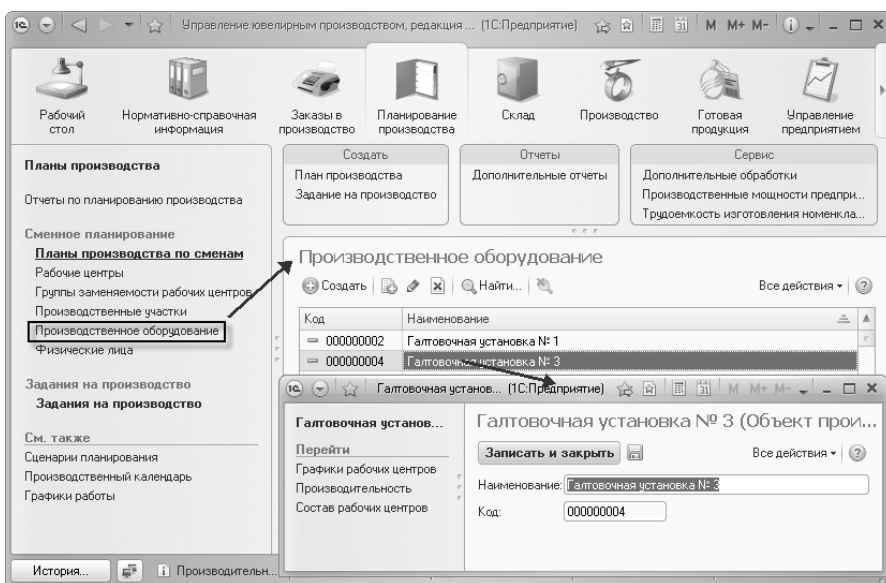 Управление ювелирным производством, редакция ... (1С:Предприятие) M M+ M-
Рабочий стол
Нормативно-справочная информация
Заказы в производство
Планирование производства
Склад
Производство
Готовая продукция
Управление предприятием
Планы производства
Отчеты по планированию производства
Сменное планирование
Планы производства по сменам
Рабочие центры
Группы заменяемости рабочих центров
Производственные участки
Производственное оборудование
Физические лица
Задания на производство
Задания на производство
См. также
Сценарии планирования
Производственный календарь
Графики работы
Создать
План производства
Задание на производство
Отчеты
Дополнительные отчеты
Сервис
Дополнительные обработки
Производственные мощности предпри...
Трудоемкость изготовления номенкла...
Производственное оборудование
Создать Найти... Все действия
Код Наименование
000000002 Галтовочная установка № 1
000000004 Галтовочная установка № 3
Галтовочная установ... (1С:Предприятие) M M+ M-
Галтовочная установ...
Перейти
Графики рабочих центров
Производительность
Состав рабочих центров
Галтовочная установка № 3 (Объект прои...
Записать и закрыть Все действия
Наименование: Галтовочная установка № 3
Код: 000000004
История... Производительн...